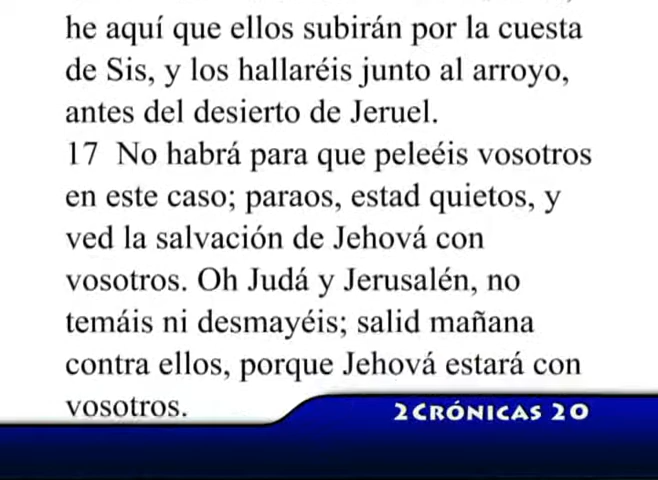 he aquí que ellos subirán por la cuesta
de Sis, y los hallaréis junto al arroyo,
antes del desierto de Jeruel.
17 No habrá para que peleéis vosotros
en este caso; paraos, estad quietos, y
ved la salvación de Jehová con
vosotros. Oh Judá y Jerusalén, no
temáis ni desmayéis; salid mañana
contra ellos, porque Jehová estará con
vosotros.
2CRÓNICAS 20